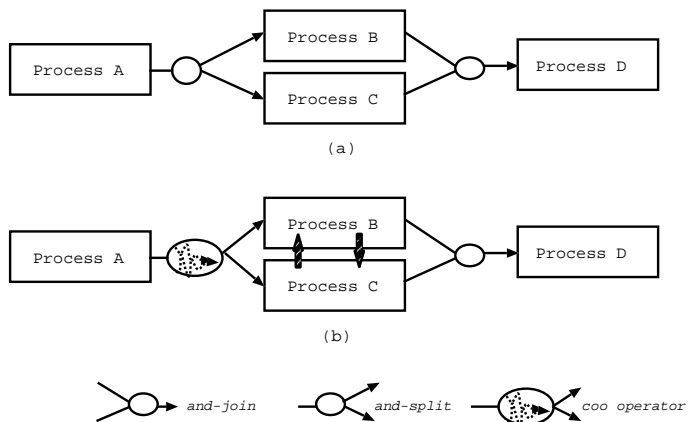 Process A
Process B
Process C
Process D
(a)
Process A
Process B
Process C
Process D
(b)
and-join
and-split
coo operator